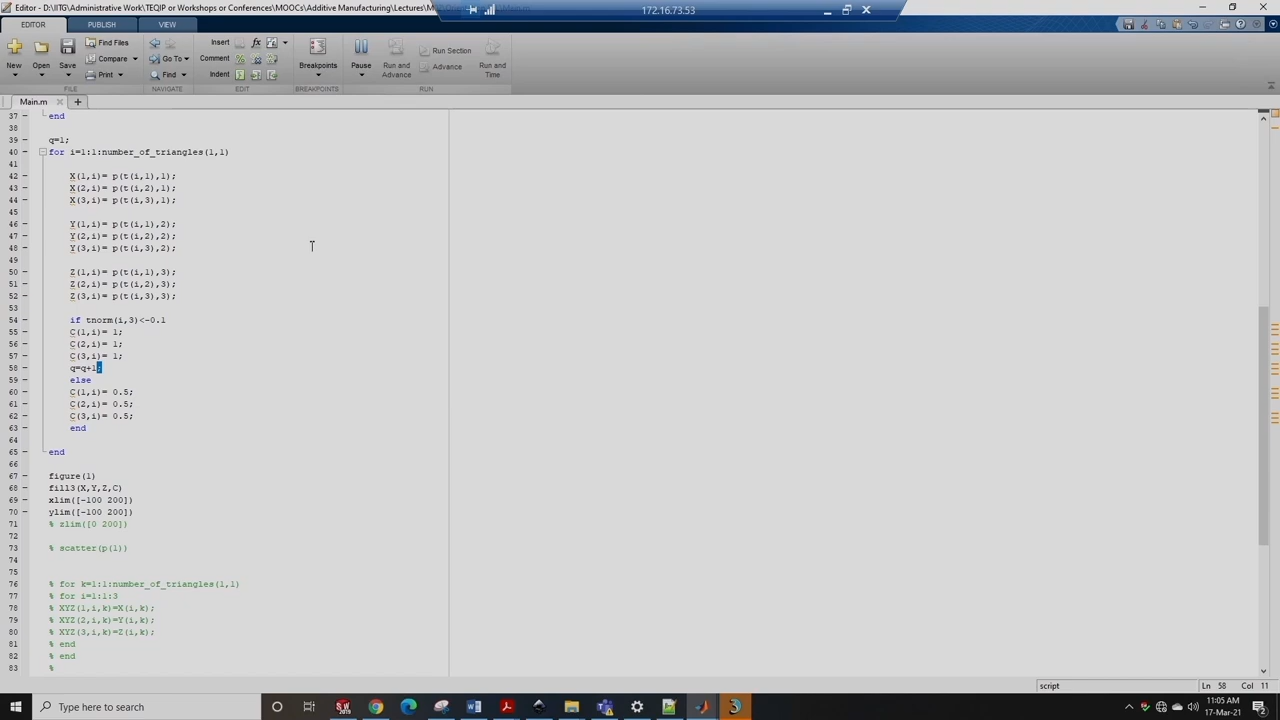 Editor - D:\IITG\Administrative Work\TEQIP or Workshops or Conferences\MOOCs\Additive Manufacturing\Lectures\
172.16.73.53
EDITOR PUBLISH VIEW
New Open Save Find Files Compare Print
Go To Find
Insert fx
Comment
Indent
Breakpoints
Pause Run and Advance Run Section Advance Run and Time
FILE NAVIGATE EDIT BREAKPOINTS RUN
Main.m
37 end
38
39 q=1;
40 for i=1:1:number_of_triangles(1,1)
41
42 X(1,i)= p(t(i,1),1);
43 X(2,i)= p(t(i,2),1);
44 X(3,i)= p(t(i,3),1);
45
46 Y(1,i)= p(t(i,1),2);
47 Y(2,i)= p(t(i,2),2);
48 Y(3,i)= p(t(i,3),2);
49
50 Z(1,i)= p(t(i,1),3);
51 Z(2,i)= p(t(i,2),3);
52 Z(3,i)= p(t(i,3),3);
53
54 if tnorm(i,3)<-0.1
55 C(1,i)= 1;
56 C(2,i)= 1;
57 C(3,i)= 1;
58 q=q+1;
59 else
60 C(1,i)= 0.5;
61 C(2,i)= 0.5;
62 C(3,i)= 0.5;
63 end
64
65 end
66
67 figure(1)
68 fill3(X,Y,Z,C)
69 xlim([-100 200])
70 ylim([-100 200])
71 % zlim([0 200])
72
73 % scatter(p(1))
74
75
76 % for k=1:1:number_of_triangles(1,1)
77 % for i=1:1:3
78 % XYZ(1,i,k)=X(i,k);
79 % XYZ(2,i,k)=Y(i,k);
80 % XYZ(3,i,k)=Z(i,k);
81 % end
82 % end
83 %
script Ln 58 Col 11
Type here to search
11:05 AM
17-Mar-21